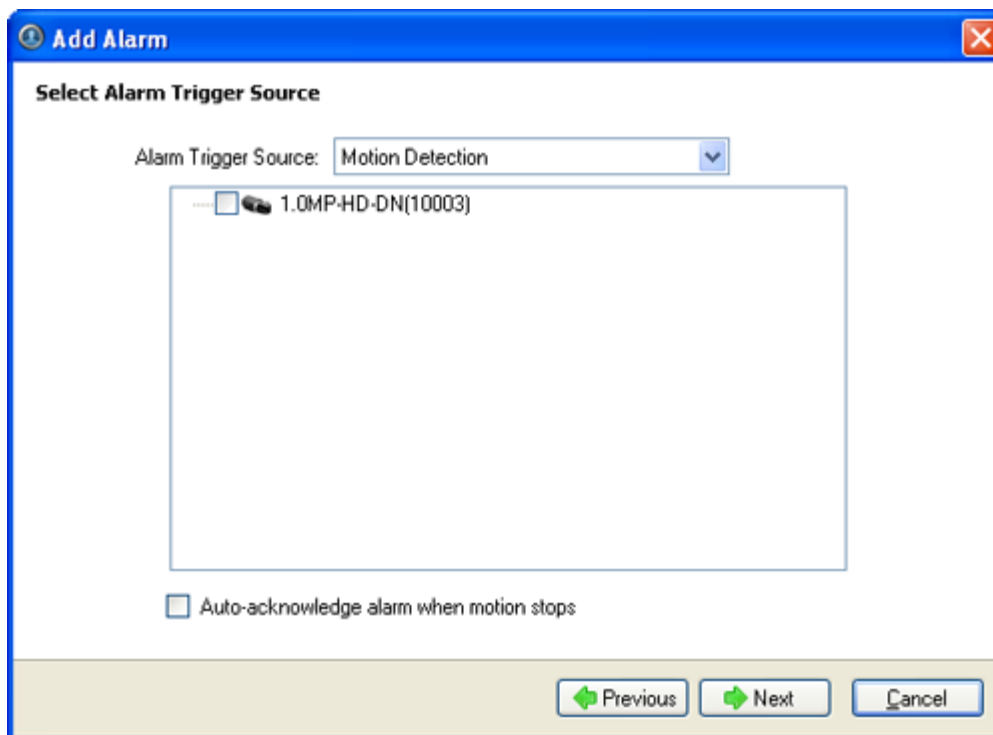 Add Alarm
Select Alarm Trigger Source
Alarm Trigger Source: Motion Detection
1.0MP-HD-DN(10003)
Auto-acknowledge alarm when motion stops
Previous Next Cancel